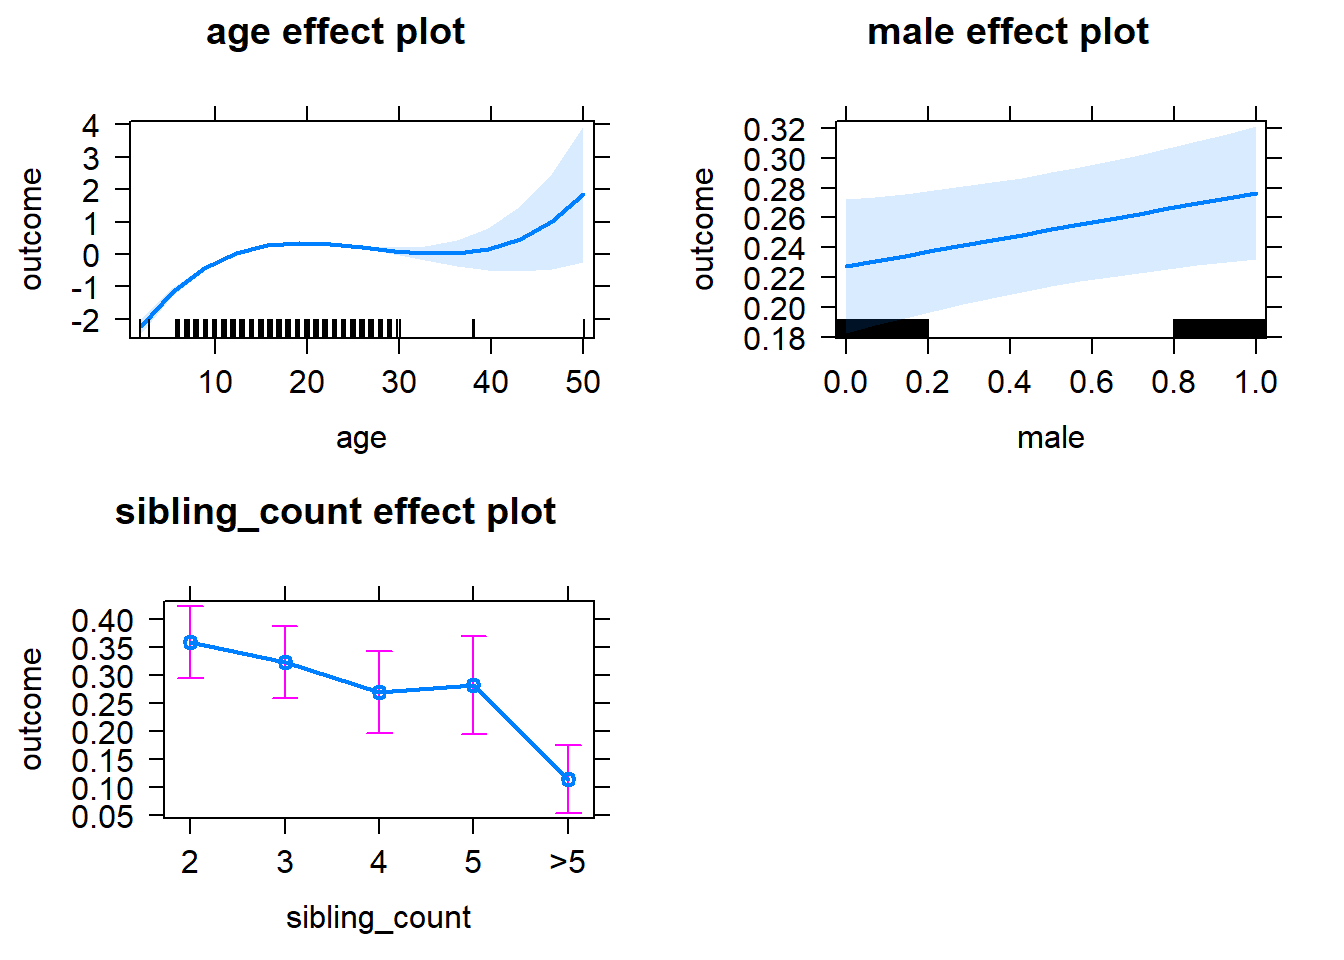 age effect plot
4
3
2
1
0
-1
-2
outcome
10 20 30 40 50
age
male effect plot
0.32
0.30
0.28
0.26
0.24
0.22
0.20
0.18
outcome
0.0 0.2 0.4 0.6 0.8 1.0
male
sibling_count effect plot
0.40
0.35
0.30
0.25
0.20
0.15
0.10
0.05
outcome
2 3 4 5 >5
sibling_count